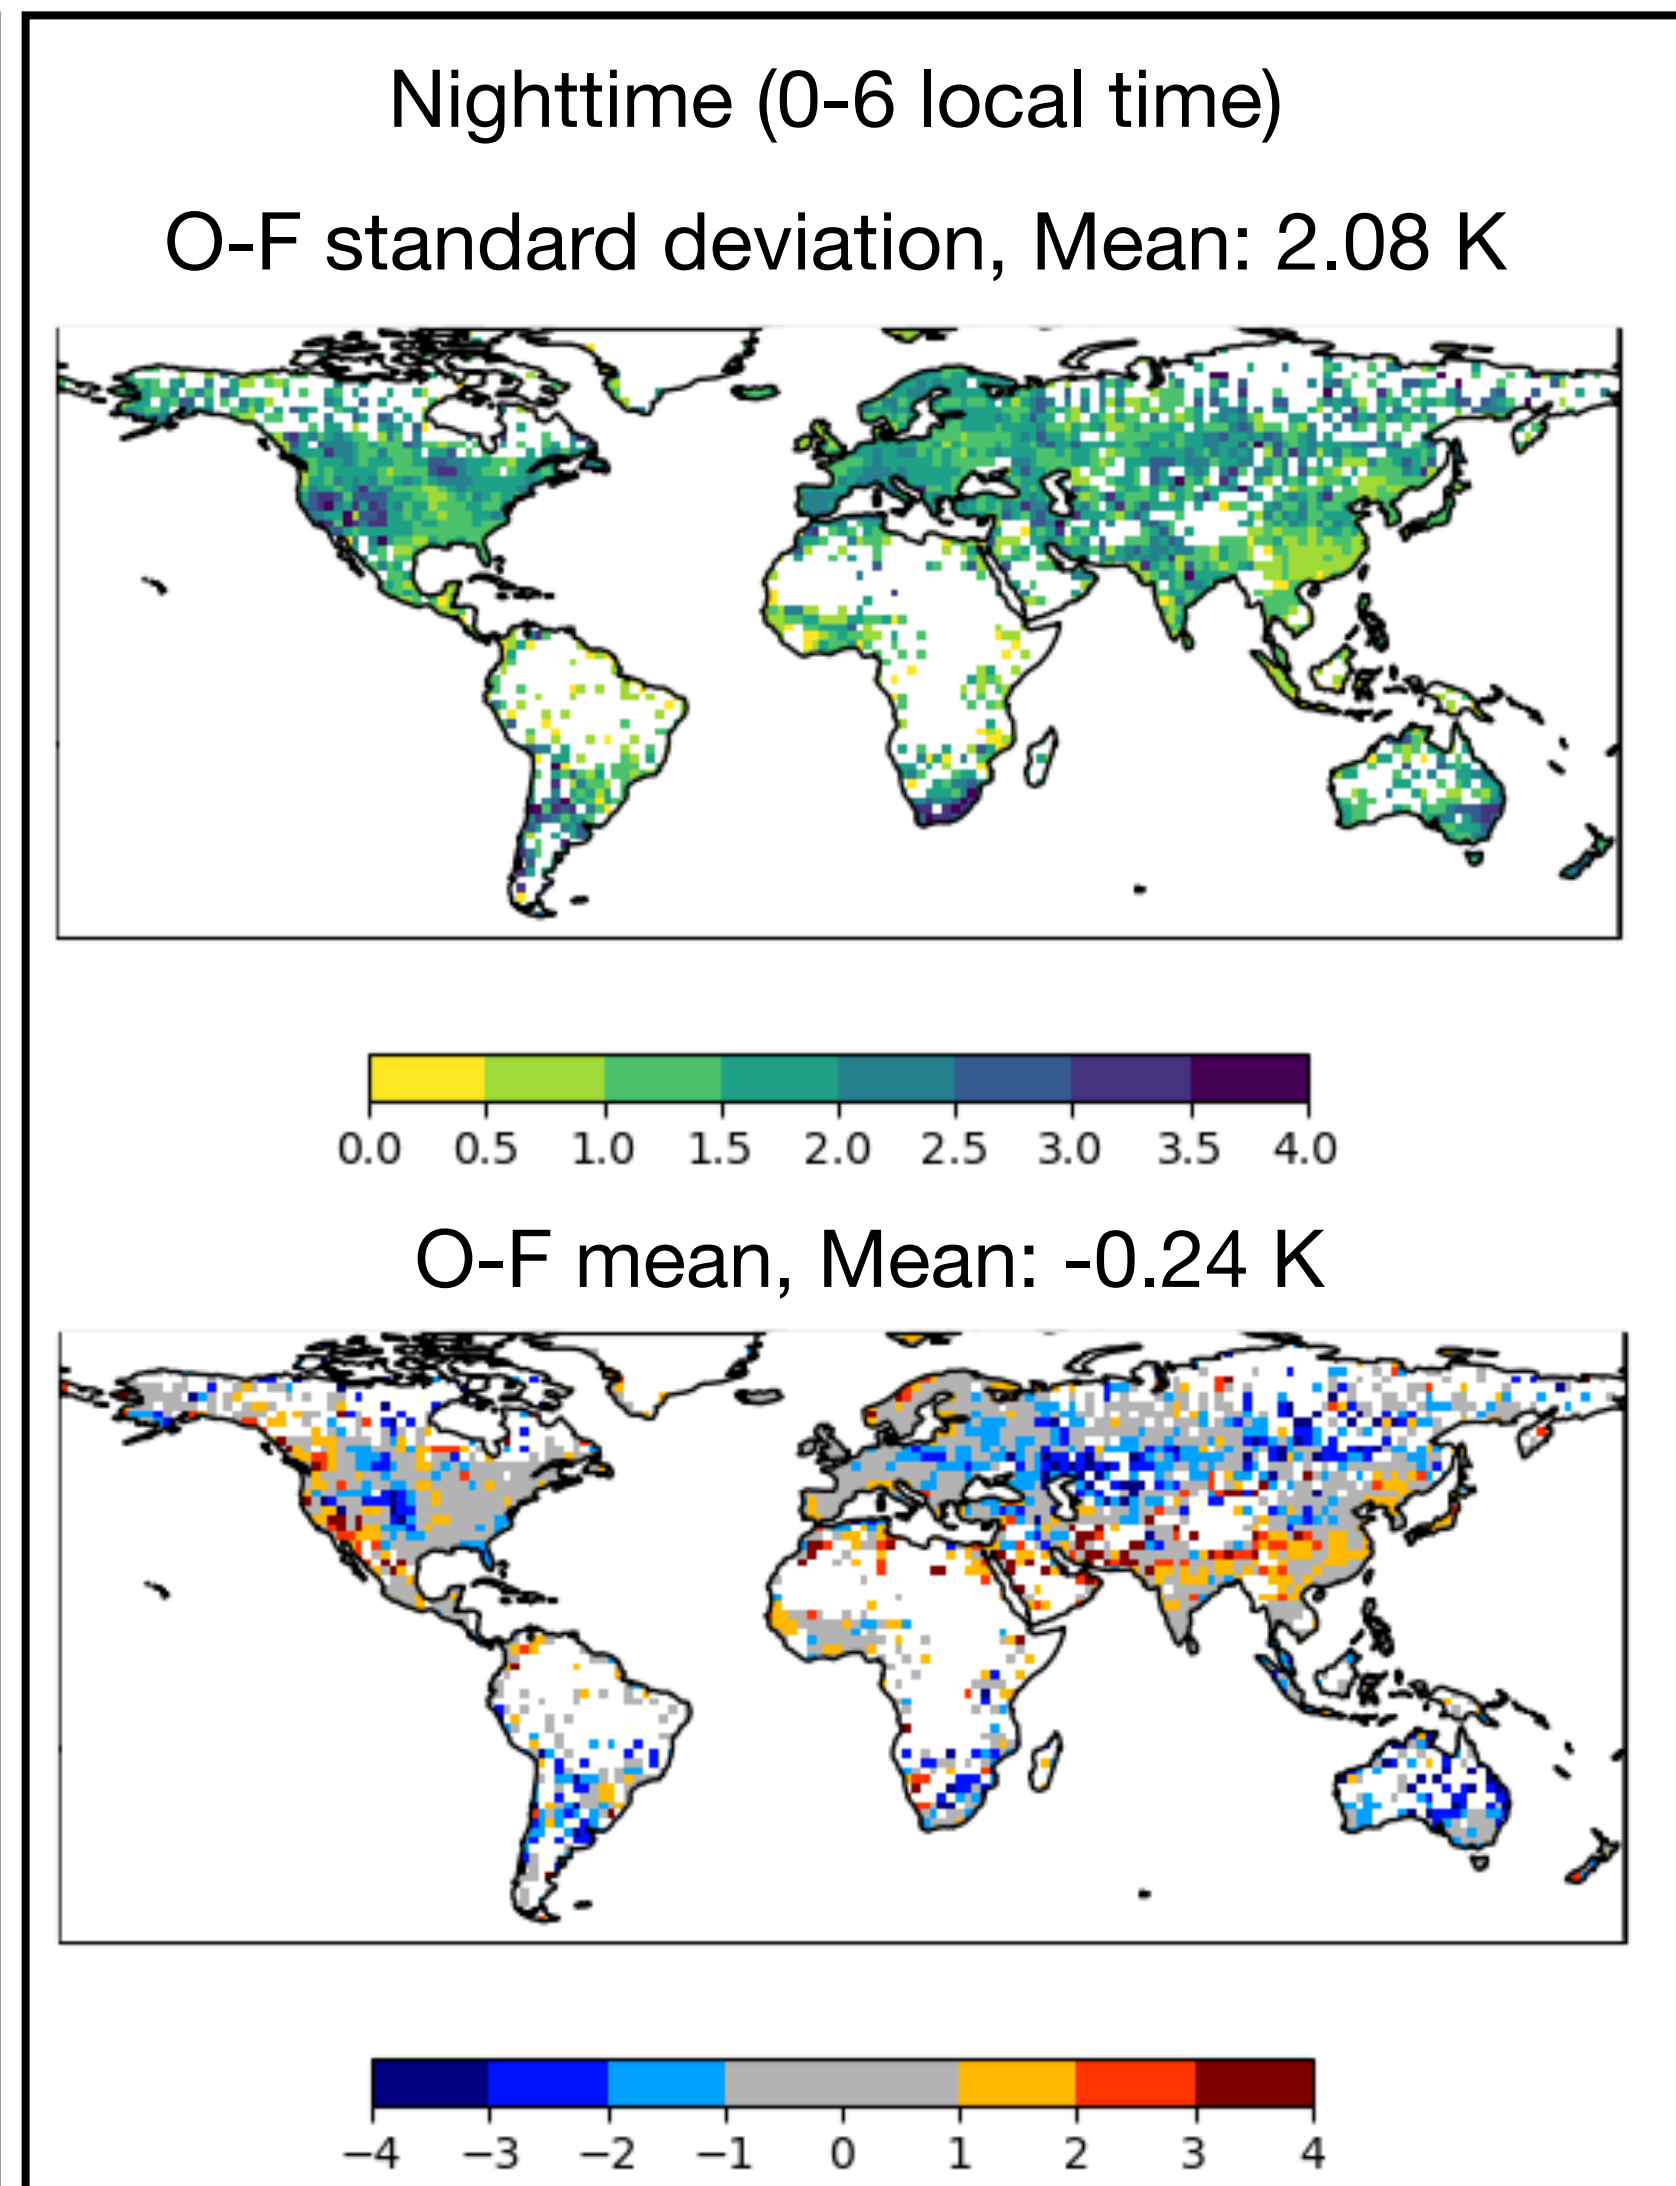 Nighttime (0-6 local time)
O-F standard deviation, Mean: 2.08 K
0.0 0.5 1.0 1.5 2.0 2.5 3.0 3.5 4.0
O-F mean, Mean: -0.24 K
−4 −3 −2 −1 0 1 2 3 4